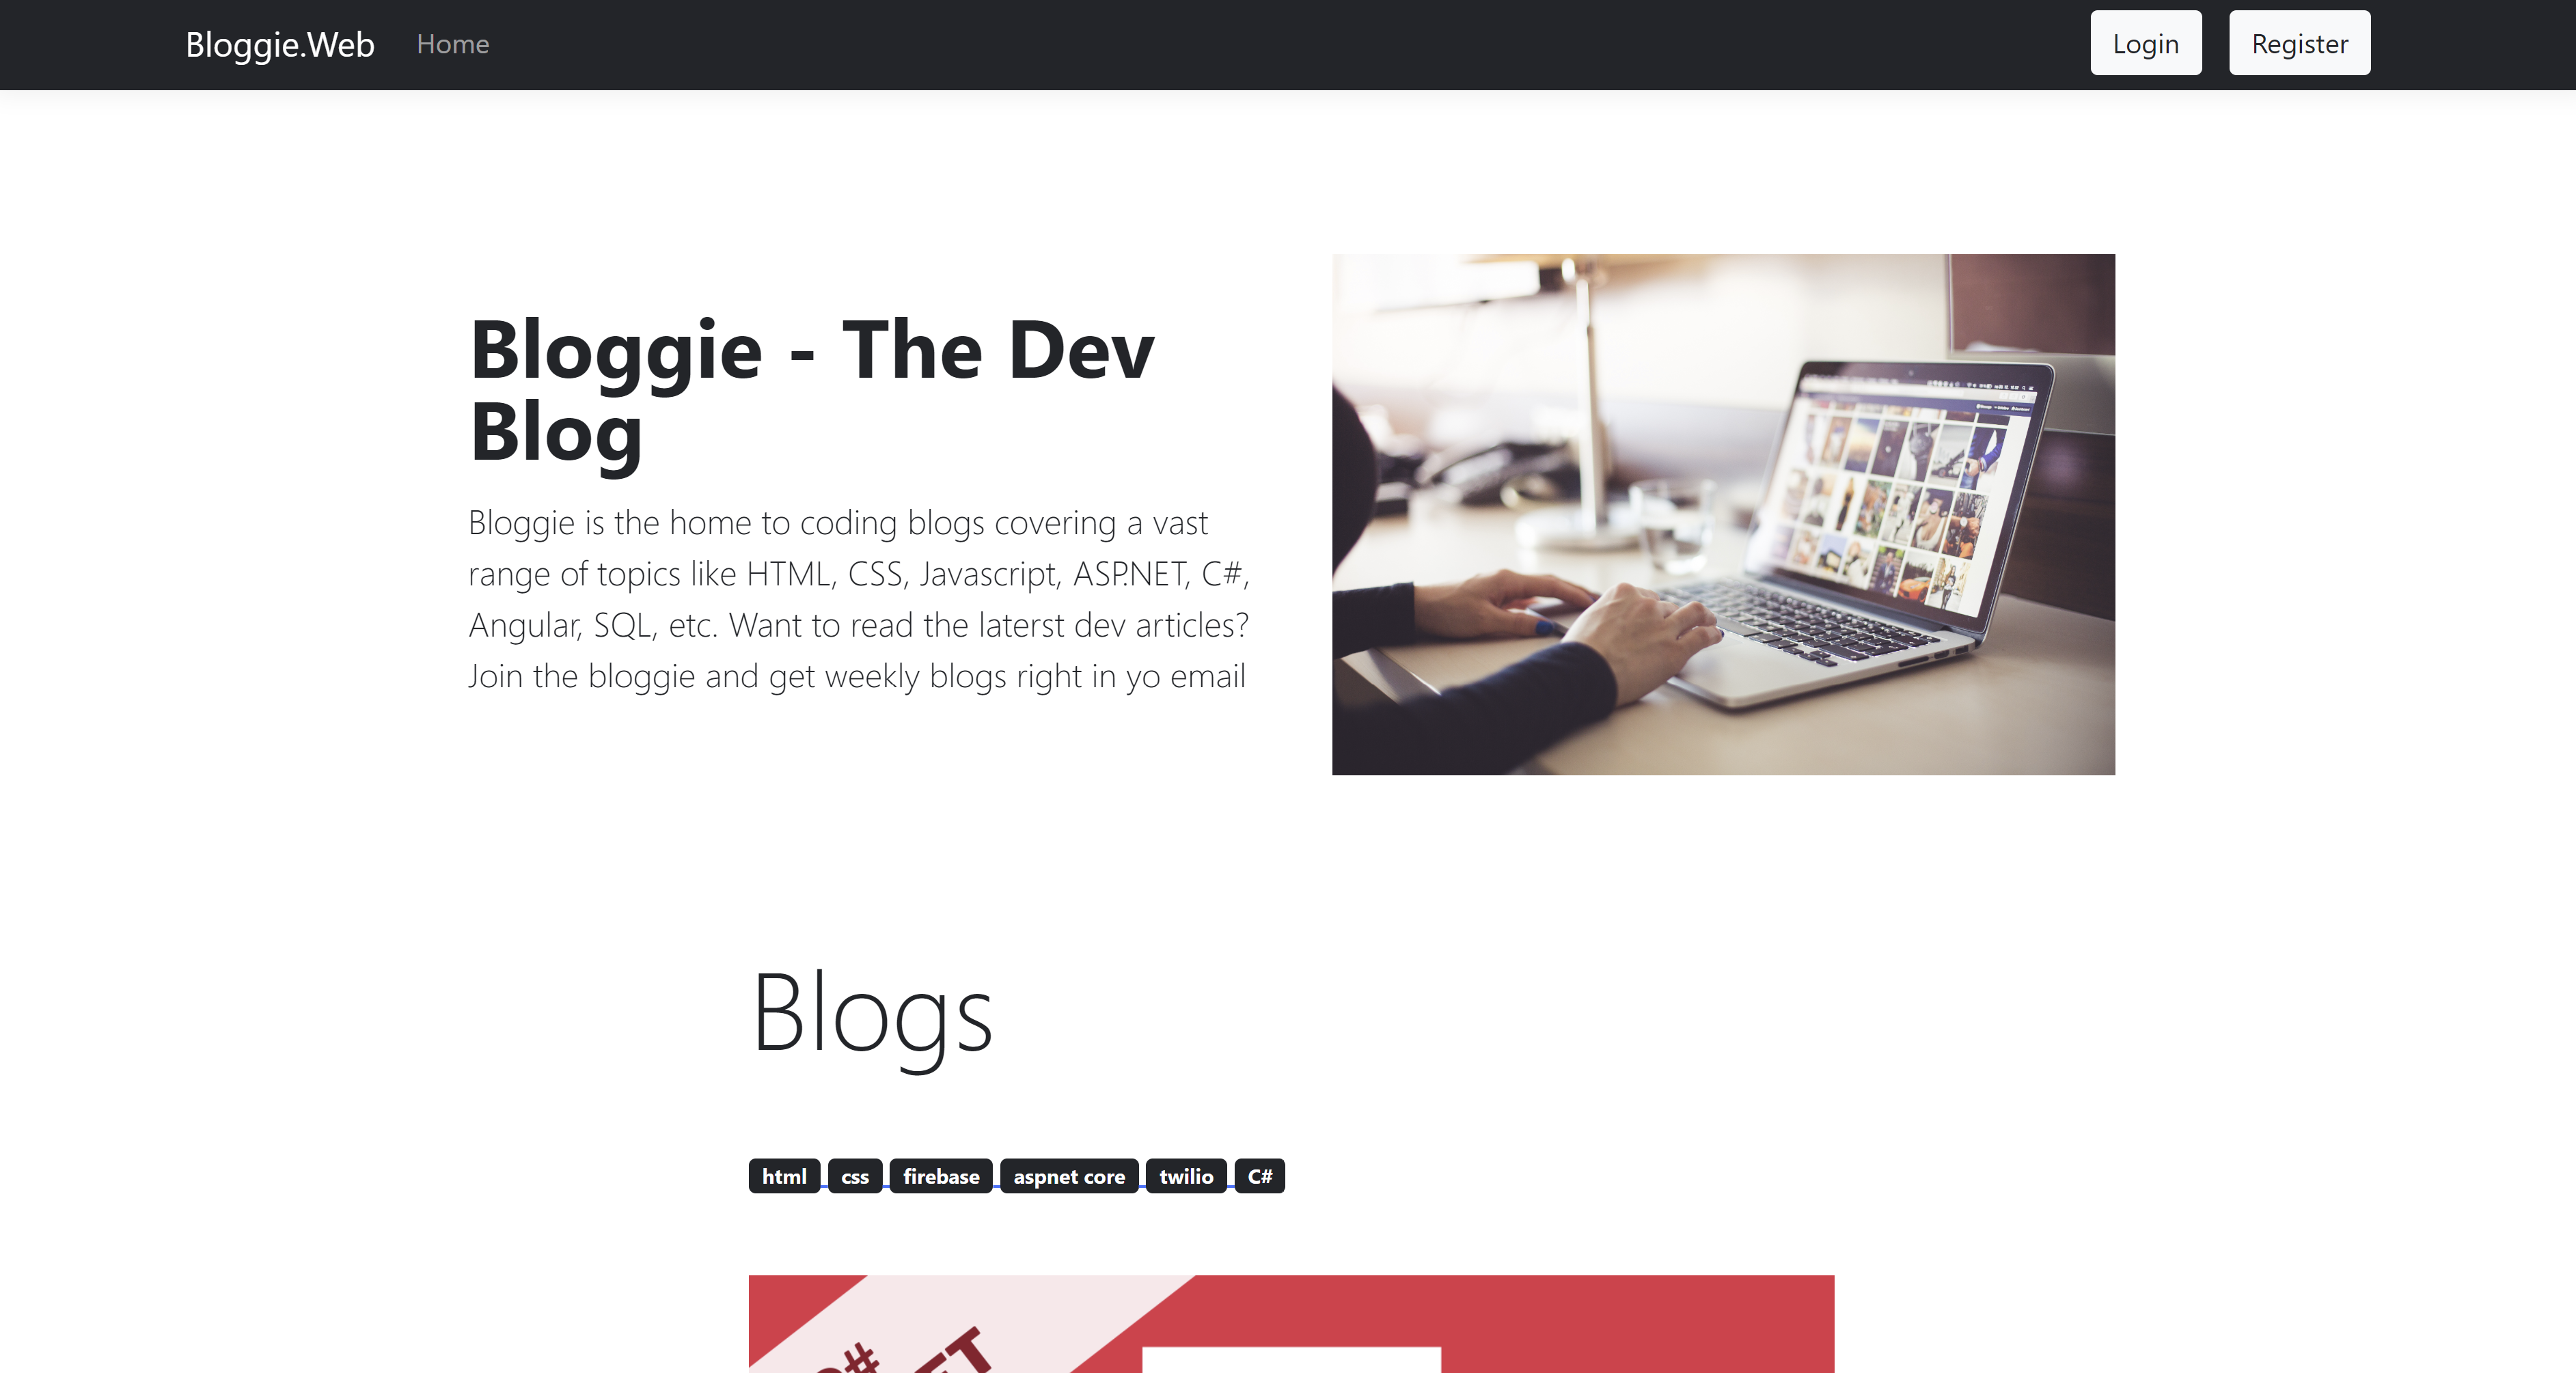 Bloggie.Web Home Login Register
Bloggie - The Dev
Blog
Bloggie is the home to coding blogs covering a vast
range of topics like HTML, CSS, Javascript, ASP.NET, C#,
Angular, SQL, etc. Want to read the laterst dev articles?
Join the bloggie and get weekly blogs right in yo email
Blogs
html css firebase aspnet core twilio C#